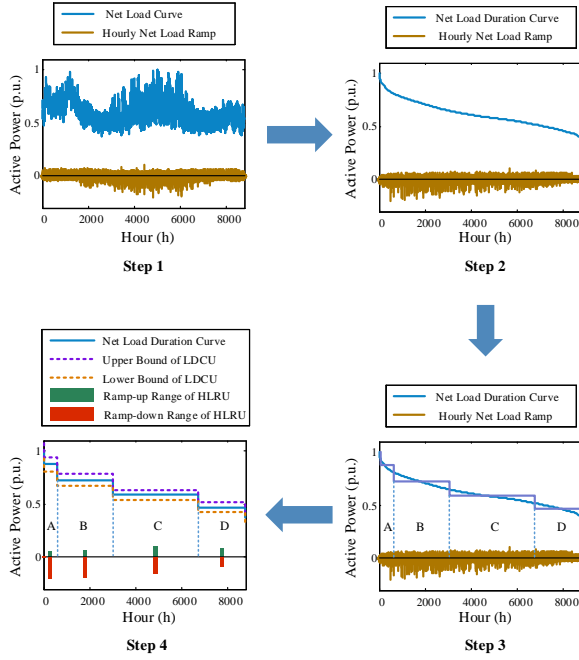 Net Load Curve
Hourly Net Load Ramp
Active Power (p.u.)
1
0.5
0
0 2000 4000 6000 8000
Hour (h)
Step 1
Net Load Duration Curve
Hourly Net Load Ramp
Active Power (p.u.)
1
0.5
0
0 2000 4000 6000 8000
Hour (h)
Step 2
Net Load Duration Curve
Upper Bound of LDCU
Lower Bound of LDCU
Ramp-up Range of HLRU
Ramp-down Range of HLRU
Active Power (p.u.)
1
0.5
0
A B C D
0 2000 4000 6000 8000
Hour (h)
Step 4
Net Load Duration Curve
Hourly Net Load Ramp
Active Power (p.u.)
1
0.5
0
A B C D
0 2000 4000 6000 8000
Hour (h)
Step 3